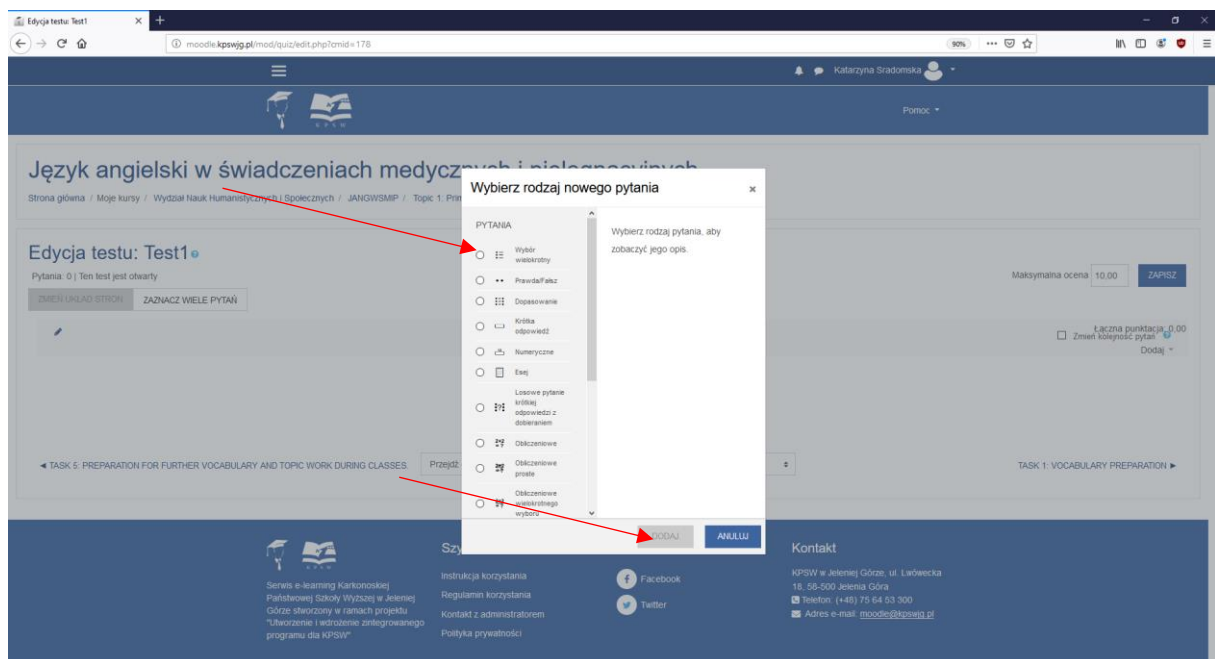 Edycja testu: Test1
moodle.kpswjg.pl/mod/quiz/edit.php?cmid=178
90%
Katarzyna Sradomska
K P S W
Pomoc
Język angielski w świadczeniach medycznych i pielęgnacyjnych
Strona główna / Moje kursy / Wydział Nauk Humanistycznych i Społecznych / JANGWSMIP / Topic 1:
Edycja testu: Test1
Pytania: 0 | Ten test jest otwarty
Maksymalna ocena 10,00 ZAPISZ
ZMIEŃ UKŁAD STRON ZAZNACZ WIELE PYTAŃ
Łączna punktacja: 0,00
Zmień kolejność pytań
Dodaj
Wybierz rodzaj nowego pytania ×
PYTANIA
Wybór
wielokrotny
Prawda/Fałsz
Dopasowanie
Krótka
odpowiedź
Numeryczne
Esej
Losowe pytanie
krótkiej
odpowiedzi z
dobieraniem
Obliczeniowe
Obliczeniowe
proste
Obliczeniowe
wielokrotnego
wyboru
Wybierz rodzaj pytania, aby
zobaczyć jego opis.
DODAJ ANULUJ
◄ TASK 5: PREPARATION FOR FURTHER VOCABULARY AND TOPIC WORK DURING CLASSES.
Przejdź
TASK 1: VOCABULARY PREPARATION ►
Serwis e-learning Karkonoskiej
Państwowej Szkoły Wyższej w Jeleniej
Górze stworzony w ramach projektu
"Utworzenie i wdrożenie zintegrowanego
programu dla KPSW"
Szy
Instrukcja korzystania
Regulamin korzystania
Kontakt z administratorem
Polityka prywatności
Facebook
Twitter
Kontakt
KPSW w Jeleniej Górze, ul. Lwówecka
18, 58-500 Jelenia Góra
Telefon: (+48) 75 64 53 300
Adres e-mail: moodle@kpswjg.pl